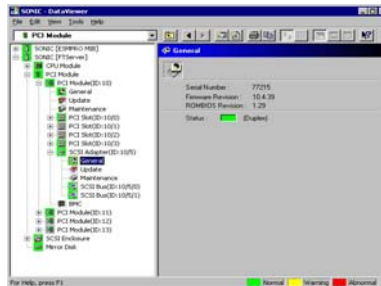 SONIC - DataViewer
File Edit View Tools Help
PCI Module
SONIC [ESMPRO MIB]
SONIC [FTServer]
CPU Module
PCI Module
PCI Module(ID:10)
General
Update
Maintenance
PCI Slot(ID:10/0)
PCI Slot(ID:10/1)
PCI Slot(ID:10/2)
PCI Slot(ID:10/3)
SCSI Adapter(ID:10/5)
General
Update
Maintenance
SCSI Bus(ID:10/5/0)
SCSI Bus(ID:10/5/1)
BMC
PCI Module(ID:11)
PCI Module(ID:12)
PCI Module(ID:13)
SCSI Enclosure
Mirror Disk
General
Serial Number : 77215
Firmware Revision : 10.4.39
ROMBIOS Revision : 1.29
Status : (Duplex)
For Help, press F1
Normal Warning Abnormal